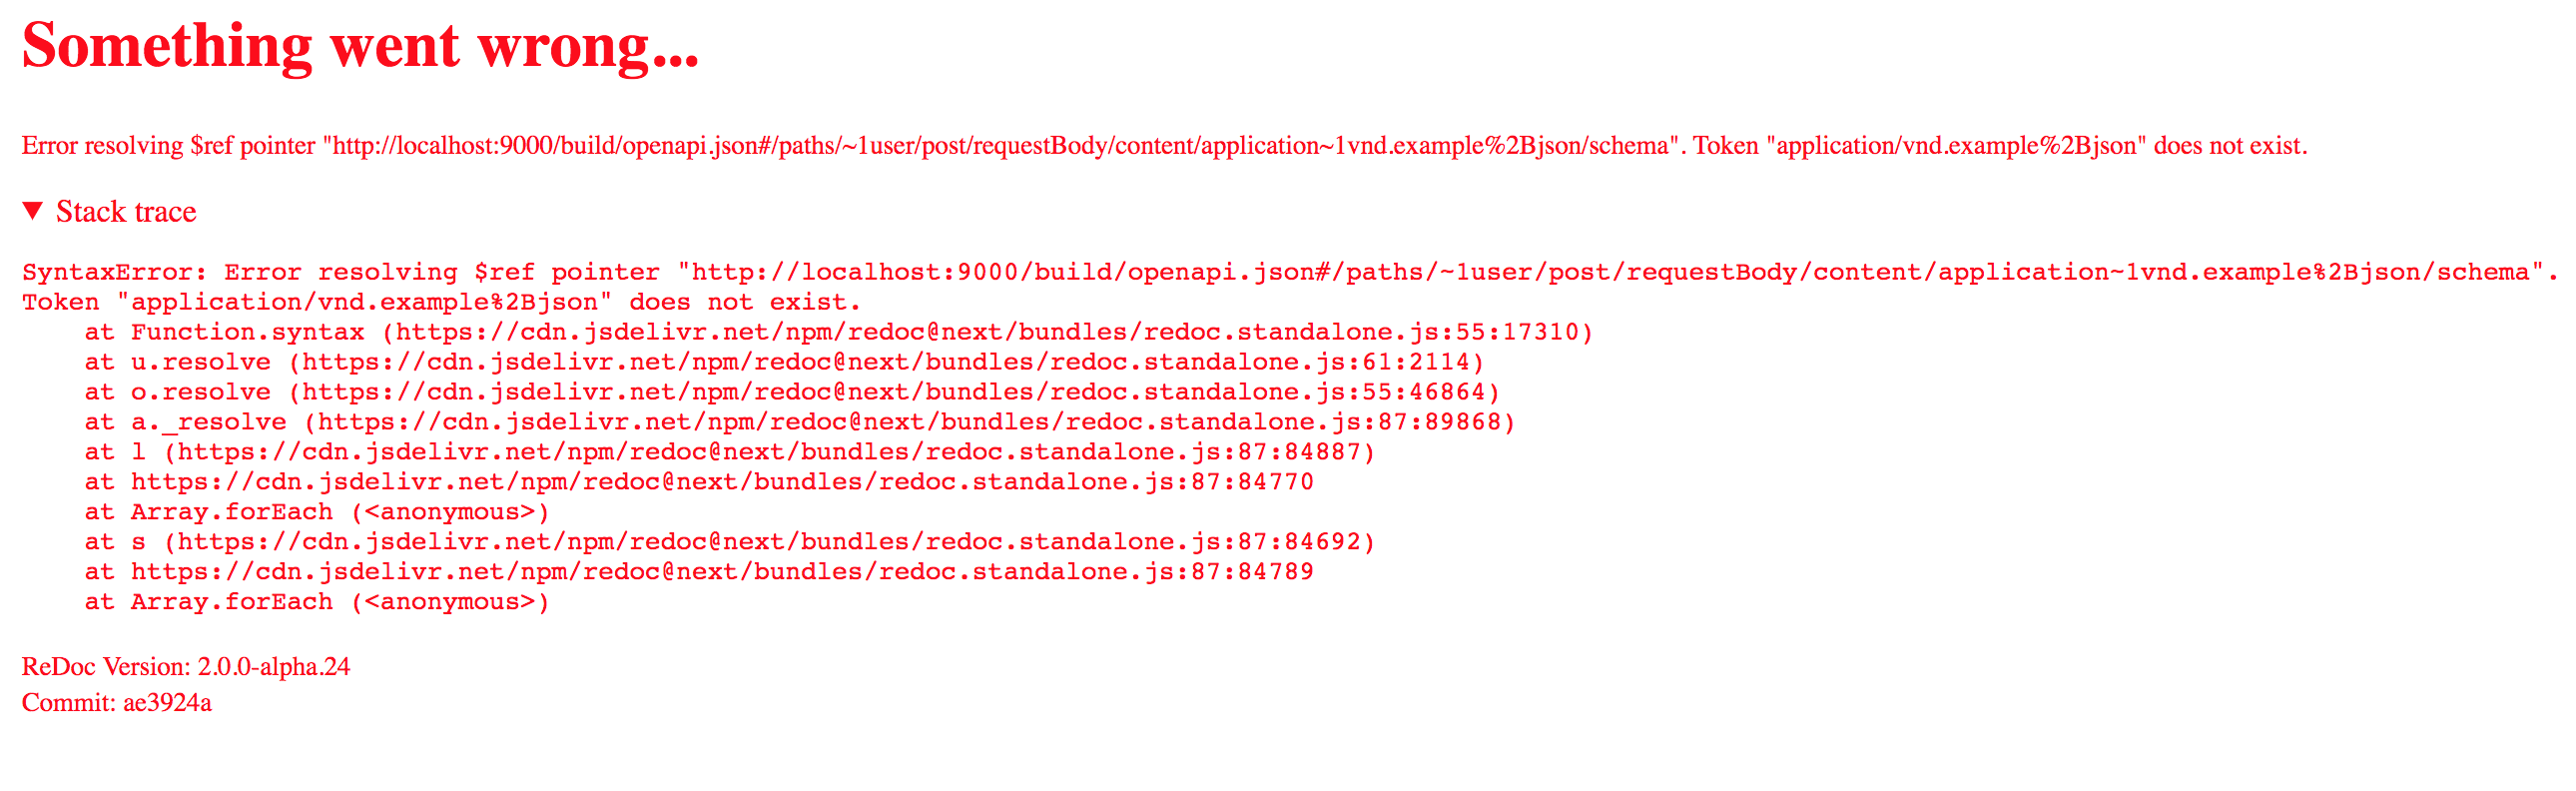 Something went wrong...
Error resolving $ref pointer "http://localhost:9000/build/openapi.json#/paths/~1user/post/requestBody/content/application~1vnd.example%2Bjson/schema". Token "application/vnd.example%2Bjson" does not exist.
▼ Stack trace
SyntaxError: Error resolving $ref pointer "http://localhost:9000/build/openapi.json#/paths/~1user/post/requestBody/content/application~1vnd.example%2Bjson/schema".
Token "application/vnd.example%2Bjson" does not exist.
    at Function.syntax (https://cdn.jsdelivr.net/npm/redoc@next/bundles/redoc.standalone.js:55:17310)
    at u.resolve (https://cdn.jsdelivr.net/npm/redoc@next/bundles/redoc.standalone.js:61:2114)
    at o.resolve (https://cdn.jsdelivr.net/npm/redoc@next/bundles/redoc.standalone.js:55:46864)
    at a._resolve (https://cdn.jsdelivr.net/npm/redoc@next/bundles/redoc.standalone.js:87:89868)
    at l (https://cdn.jsdelivr.net/npm/redoc@next/bundles/redoc.standalone.js:87:84887)
    at https://cdn.jsdelivr.net/npm/redoc@next/bundles/redoc.standalone.js:87:84770
    at Array.forEach (<anonymous>)
    at s (https://cdn.jsdelivr.net/npm/redoc@next/bundles/redoc.standalone.js:87:84692)
    at https://cdn.jsdelivr.net/npm/redoc@next/bundles/redoc.standalone.js:87:84789
    at Array.forEach (<anonymous>)
ReDoc Version: 2.0.0-alpha.24
Commit: ae3924a